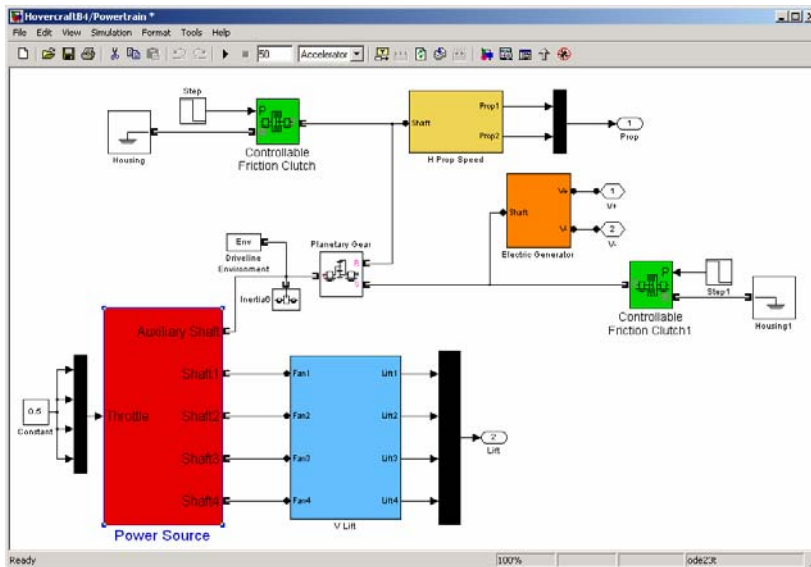 HovercraftB4/Powertrain *
File Edit View Simulation Format Tools Help
50 Accelerator
Step
P
Housing
Controllable
Friction Clutch
Shaft
Prop1
Prop2
H Prop Speed
1
Prop
Shaft
V+
V-
Electric Generator
1
V+
2
V-
Env
Driveline
Environment
Planetary Gear
R
C
Inertia6
P
Step1
Controllable
Friction Clutch1
Housing1
0.5
Constant
Throttle
Auxiliary Shaft
Shaft1
Shaft2
Shaft3
Shaft4
Power Source
Fan1
Fan2
Fan3
Fan4
Lift1
Lift2
Lift3
Lift4
V Lift
2
Lift
Ready 100% ode23t